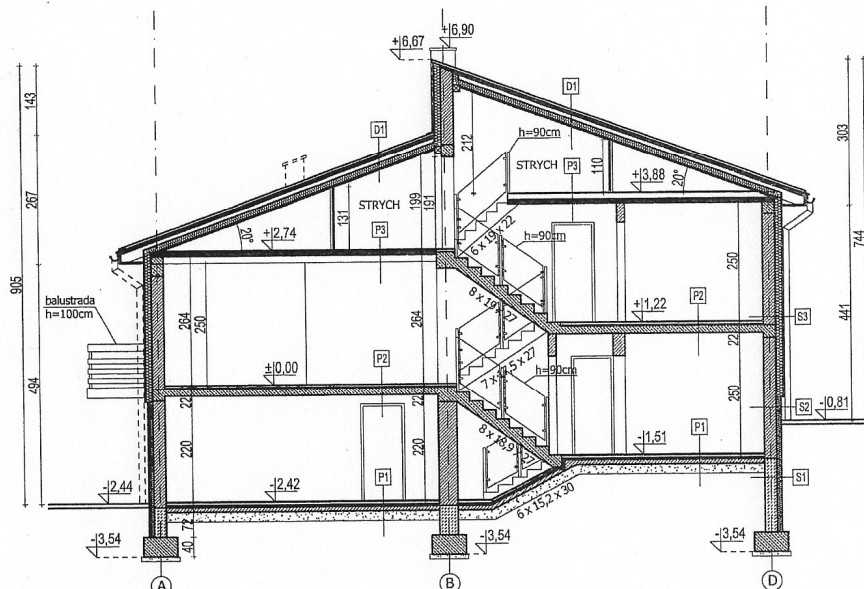 +6,90
+6,67
143
D1
D1
303
h=90cm
212
STRYCH
P3
110
+3,88
20°
267
131
STRYCH
199
191
20°
+2,74
P3
6 x 19 x 22
h=90cm
905
744
balustrada
h=100cm
264
250
264
8 x 19 x 27
250
+1,22
P2
S3
441
22
±0,00
P2
7 x 17,5 x 27
h=90cm
494
22
22
250
S2
-0,81
220
220
8 x 18,9 x 27
-1,51
P1
-2,44
-2,42
P1
S1
6 x 15,2 x 30
72
40
-3,54
-3,54
-3,54
A
B
D